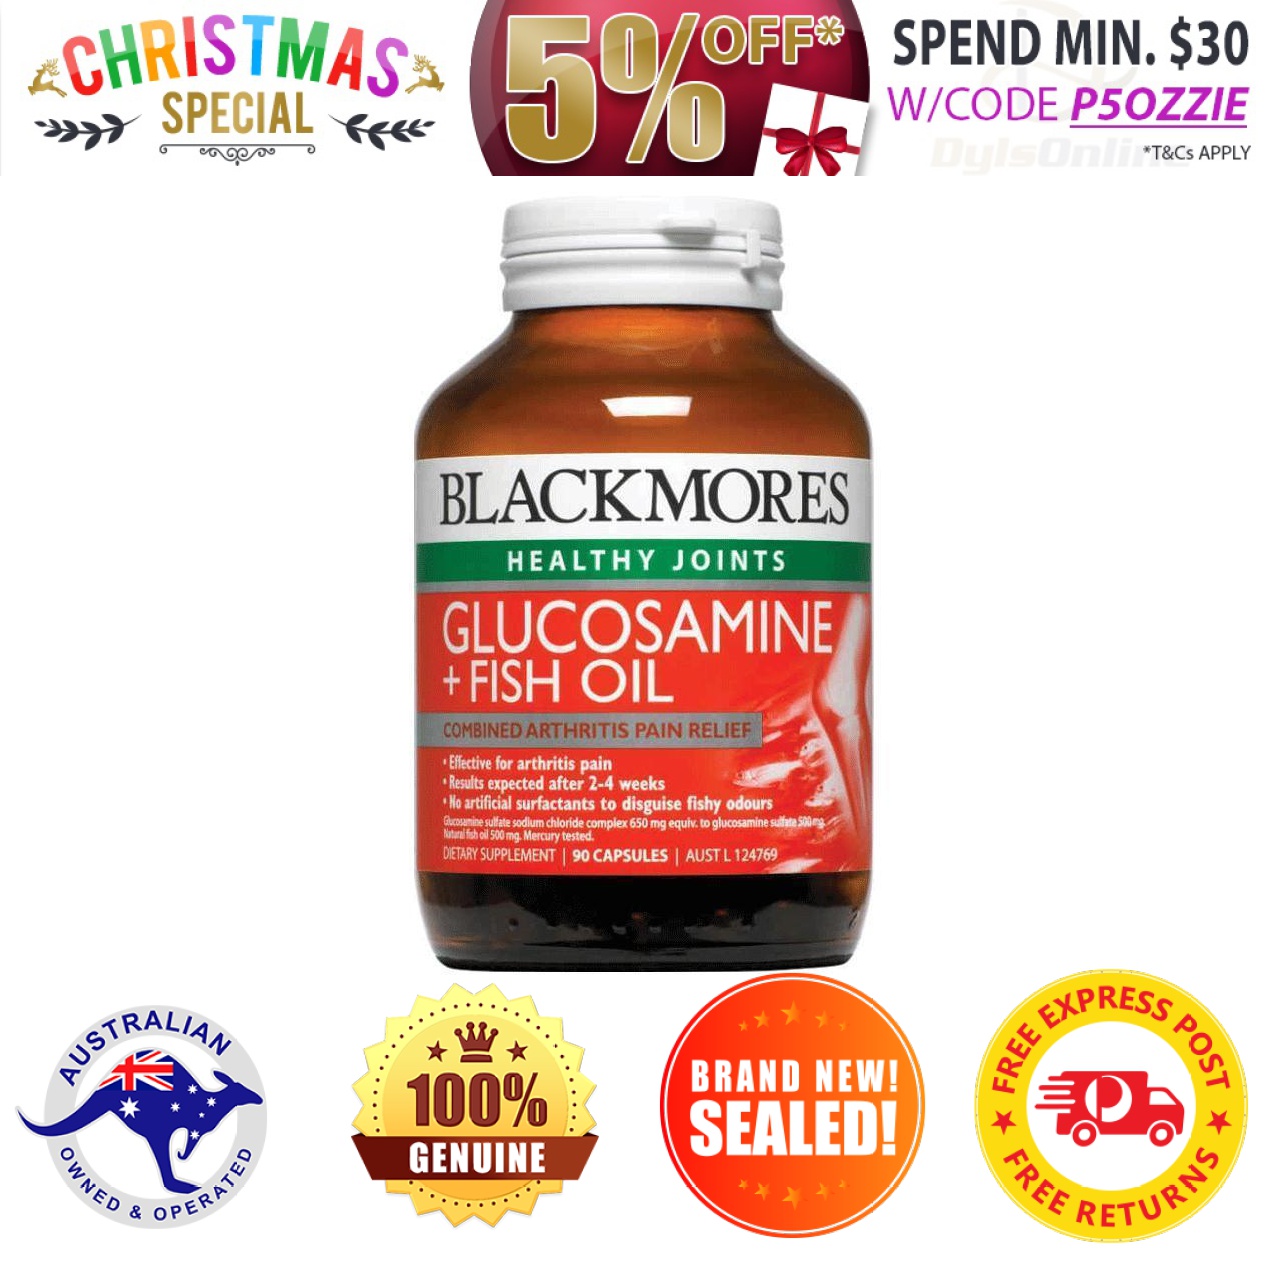 CHRISTMAS
SPECIAL
5% OFF*
SPEND MIN. $30
W/CODE P5OZZIE
DylsOnline
*T&Cs APPLY
BLACKMORES
HEALTHY JOINTS
GLUCOSAMINE
+ FISH OIL
COMBINED ARTHRITIS PAIN RELIEF
• Effective for arthritis pain
• Results expected after 2-4 weeks
• No artificial surfactants to disguise fishy odours
Glucosamine sulfate sodium chloride complex 650 mg equiv. to glucosamine sulfate 500 mg.
Natural fish oil 500 mg. Mercury tested.
DIETARY SUPPLEMENT | 90 CAPSULES | AUST L 124769
AUSTRALIAN
OWNED & OPERATED
100%
GENUINE
BRAND NEW!
SEALED!
FREE EXPRESS POST
FREE RETURNS